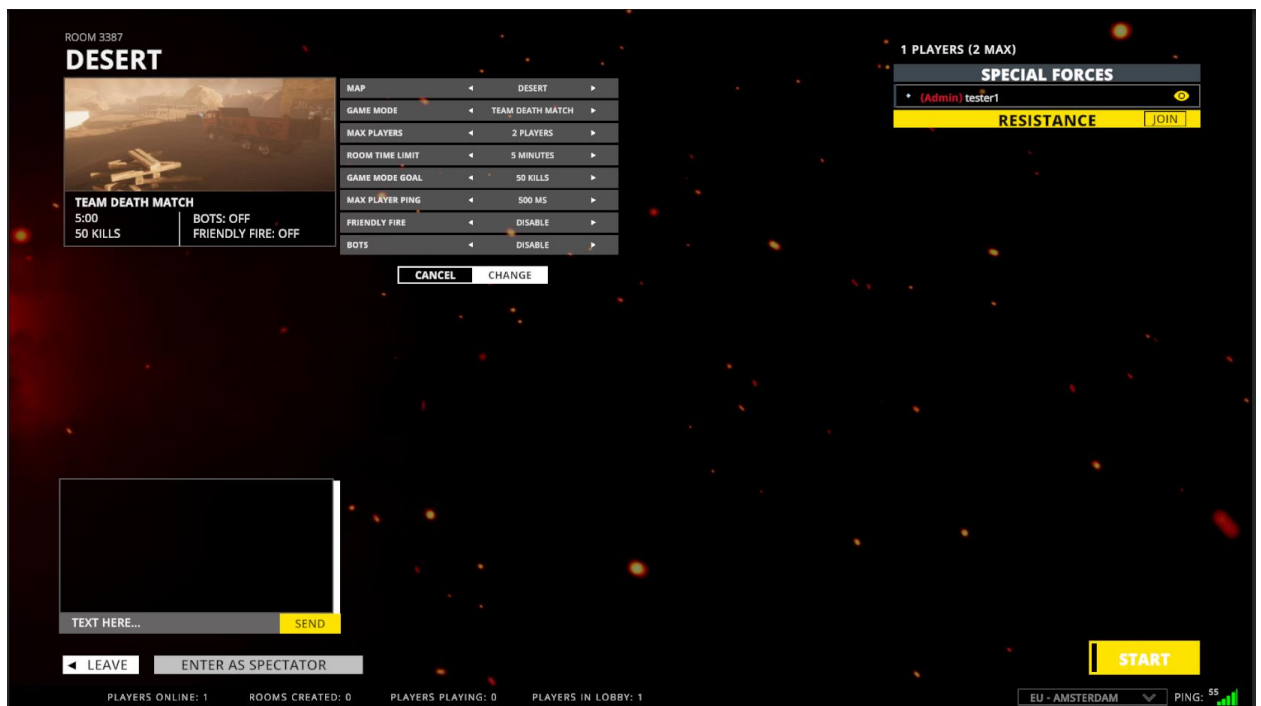 ROOM 3387
DESERT
TEAM DEATH MATCH
5:00 BOTS: OFF
50 KILLS FRIENDLY FIRE: OFF
MAP DESERT
GAME MODE TEAM DEATH MATCH
MAX PLAYERS 2 PLAYERS
ROOM TIME LIMIT 5 MINUTES
GAME MODE GOAL 50 KILLS
MAX PLAYER PING 500 MS
FRIENDLY FIRE DISABLE
BOTS DISABLE
CANCEL CHANGE
1 PLAYERS (2 MAX)
SPECIAL FORCES
(Admin) tester1
RESISTANCE JOIN
TEXT HERE... SEND
LEAVE ENTER AS SPECTATOR
START
PLAYERS ONLINE: 1 ROOMS CREATED: 0 PLAYERS PLAYING: 0 PLAYERS IN LOBBY: 1
EU - AMSTERDAM PING: 55